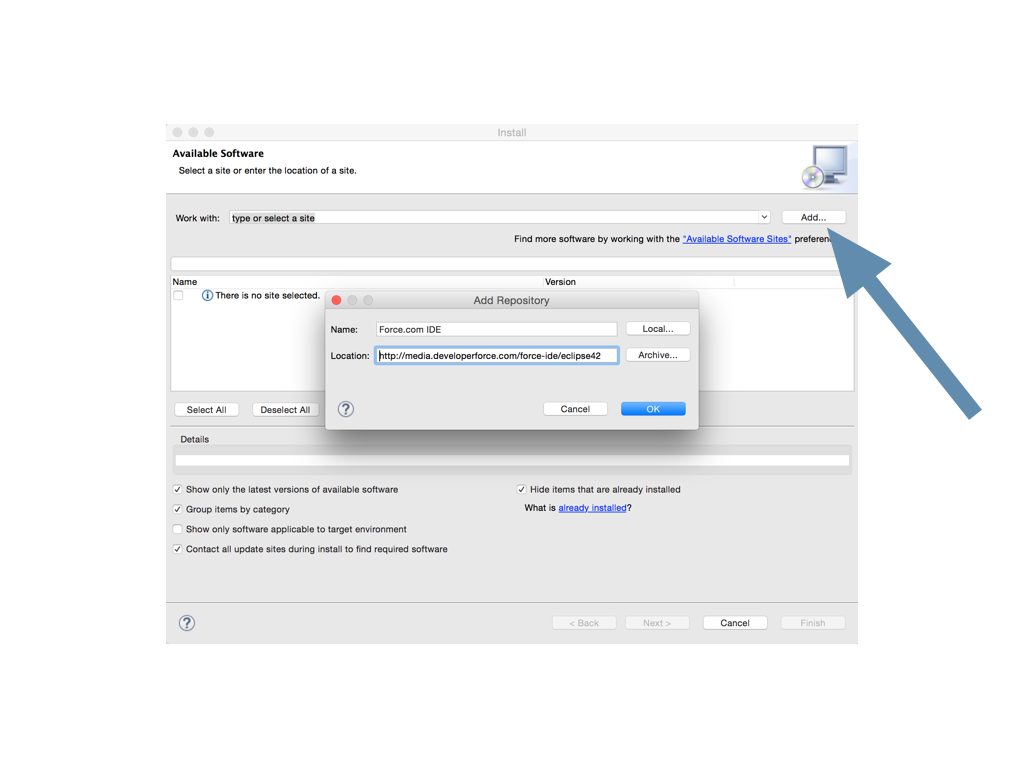 Install
Available Software
Select a site or enter the location of a site.
Work with: type or select a site Add...
Find more software by working with the "Available Software Sites"
Name Version
There is no site selected.
Add Repository
Name: Force.com IDE Local...
Location: http://media.developerforce.com/force-ide/eclipse42 Archive...
? Cancel OK
Select All Deselect All
Details
Show only the latest versions of available software Hide items that are already installed
Group items by category What is already installed?
Show only software applicable to target environment
Contact all update sites during install to find required software
? < Back Next > Cancel Finish